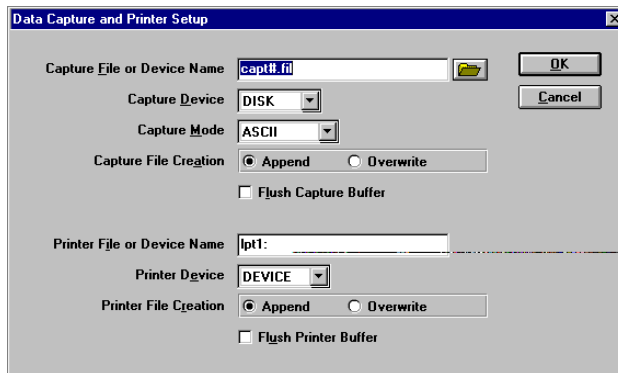 Data Capture and Printer Setup
Capture File or Device Name capt#.fil OK
Capture Device DISK Cancel
Capture Mode ASCII
Capture File Creation Append Overwrite
Flush Capture Buffer
Printer File or Device Name lpt1:
Printer Device DEVICE
Printer File Creation Append Overwrite
Flush Printer Buffer